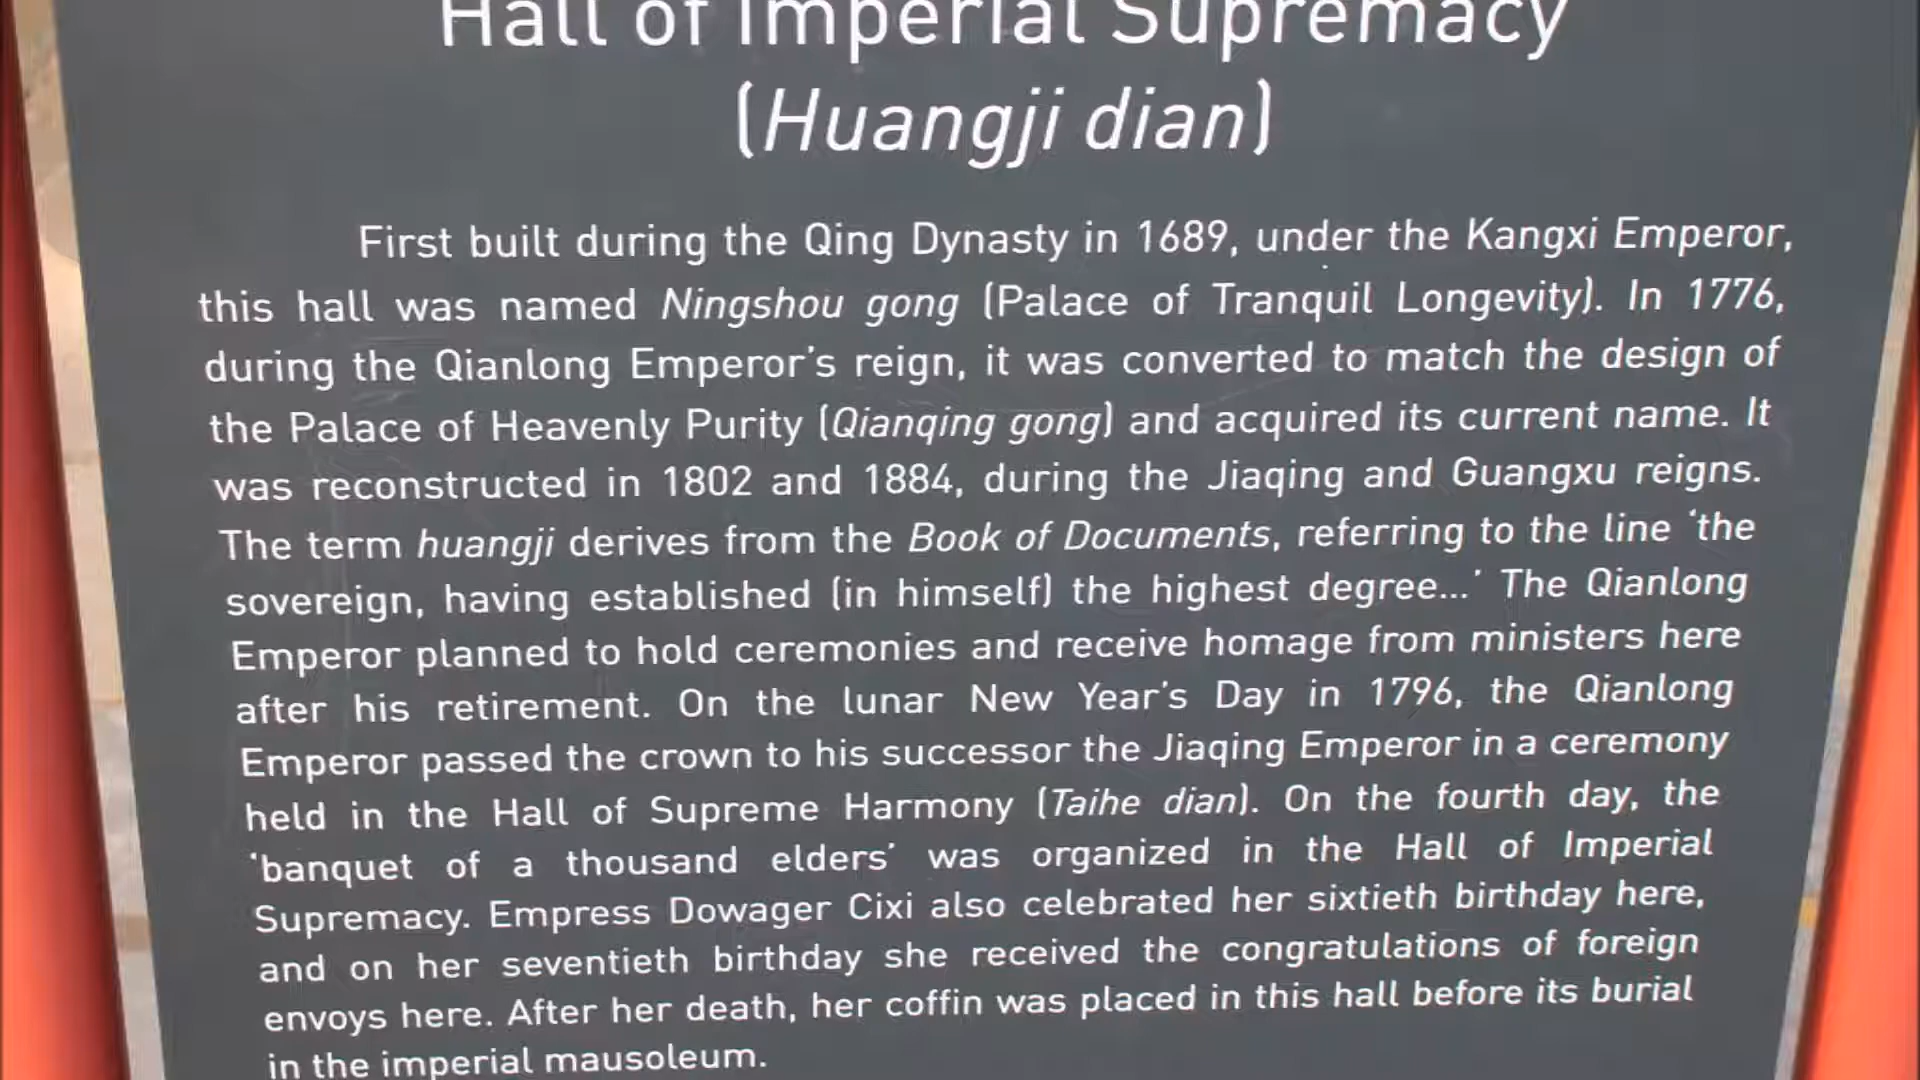 Hall of Imperial Supremacy
(Huangji dian)
First built during the Qing Dynasty in 1689, under the Kangxi Emperor,
this hall was named Ningshou gong (Palace of Tranquil Longevity). In 1776,
during the Qianlong Emperor's reign, it was converted to match the design of
the Palace of Heavenly Purity (Qianqing gong) and acquired its current name. It
was reconstructed in 1802 and 1884, during the Jiaqing and Guangxu reigns.
The term huangji derives from the Book of Documents, referring to the line 'the
sovereign, having established (in himself) the highest degree...' The Qianlong
Emperor planned to hold ceremonies and receive homage from ministers here
after his retirement. On the lunar New Year's Day in 1796, the Qianlong
Emperor passed the crown to his successor the Jiaqing Emperor in a ceremony
held in the Hall of Supreme Harmony (Taihe dian). On the fourth day, the
'banquet of a thousand elders' was organized in the Hall of Imperial
Supremacy. Empress Dowager Cixi also celebrated her sixtieth birthday here,
and on her seventieth birthday she received the congratulations of foreign
envoys here. After her death, her coffin was placed in this hall before its burial
in the imperial mausoleum.